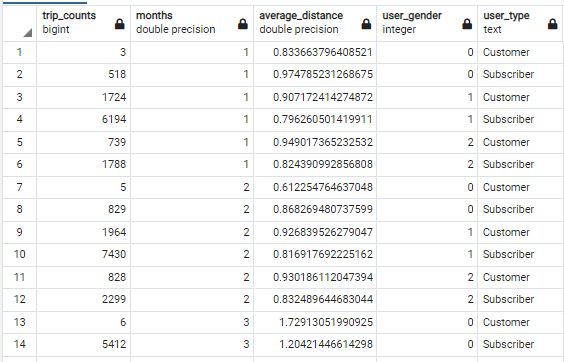 trip_counts months average_distance user_gender user_type
bigint double precision double precision integer text
1 3 1 0.833663796408521 0 Customer
2 518 1 0.974785231268675 0 Subscriber
3 1724 1 0.907172414274872 1 Customer
4 6194 1 0.796260501419911 1 Subscriber
5 739 1 0.949017365232532 2 Customer
6 1788 1 0.824390992856808 2 Subscriber
7 5 2 0.612254764637048 0 Customer
8 829 2 0.868269480737599 0 Subscriber
9 1964 2 0.926839526279047 1 Customer
10 7430 2 0.816917692225162 1 Subscriber
11 828 2 0.930186112047394 2 Customer
12 2299 2 0.832489644683044 2 Subscriber
13 6 3 1.72913051990925 0 Customer
14 5412 3 1.20421446614298 0 Subscriber